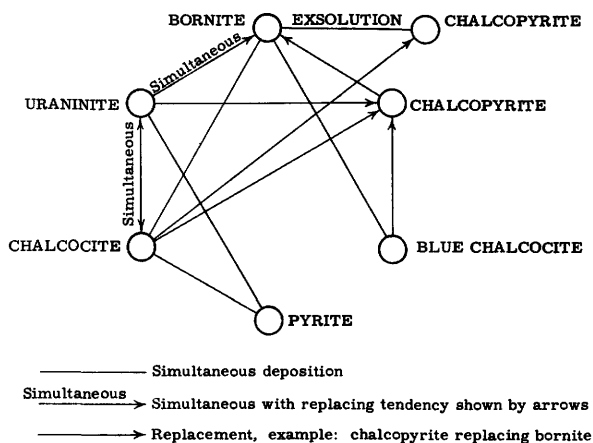 BORNITE
EXSOLUTION
CHALCOPYRITE
Simultaneous
URANINITE
CHALCOPYRITE
Simultaneous
CHALCOCITE
BLUE CHALCOCITE
PYRITE
Simultaneous deposition
Simultaneous
Simultaneous with replacing tendency shown by arrows
Replacement, example: chalcopyrite replacing bornite